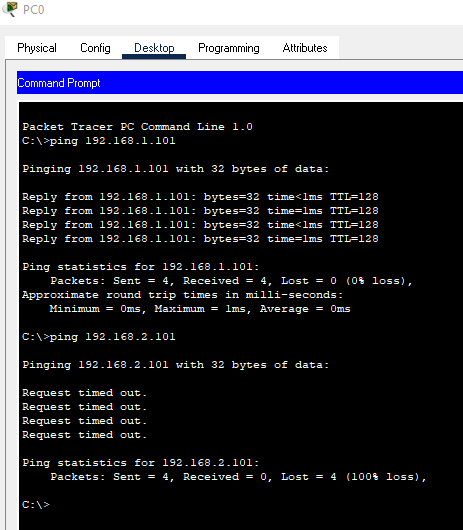 PC0
Physical Config Desktop Programming Attributes
Command Prompt
Packet Tracer PC Command Line 1.0
C:\>ping 192.168.1.101
Pinging 192.168.1.101 with 32 bytes of data:
Reply from 192.168.1.101: bytes=32 time<1ms TTL=128
Reply from 192.168.1.101: bytes=32 time=1ms TTL=128
Reply from 192.168.1.101: bytes=32 time<1ms TTL=128
Reply from 192.168.1.101: bytes=32 time=1ms TTL=128
Ping statistics for 192.168.1.101:
Packets: Sent = 4, Received = 4, Lost = 0 (0% loss),
Approximate round trip times in milli-seconds:
Minimum = 0ms, Maximum = 1ms, Average = 0ms
C:\>ping 192.168.2.101
Pinging 192.168.2.101 with 32 bytes of data:
Request timed out.
Request timed out.
Request timed out.
Request timed out.
Ping statistics for 192.168.2.101:
Packets: Sent = 4, Received = 0, Lost = 4 (100% loss),
C:\>